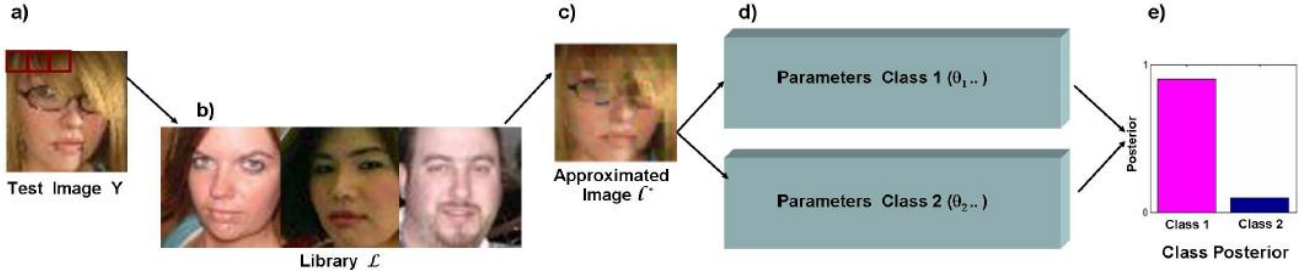 a)
Test Image Y
b)
Library ℒ
c)
Approximated
Image ℓ*
d)
Parameters Class 1 (θ₁..)
Parameters Class 2 (θ₂..)
e)
1
Posterior
0
Class 1 Class 2
Class Posterior